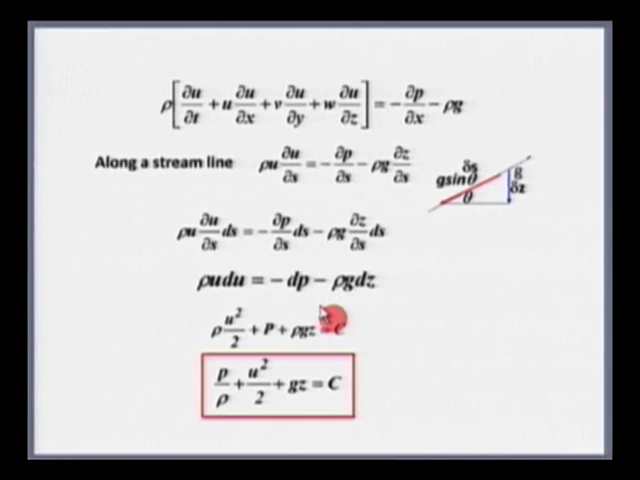 ρ[∂u/∂t + u ∂u/∂x + v ∂u/∂y + w ∂u/∂z] = − ∂p/∂x − ρg
Along a stream line ρu ∂u/∂s = − ∂p/∂s − ρg ∂z/∂s
δs
gsinθ
g
δz
θ
ρu ∂u/∂s ds = − ∂p/∂s ds − ρg ∂z/∂s ds
ρudu = − dp − ρgdz
ρ u²/2 + P + ρgz = C
p/ρ + u²/2 + gz = C